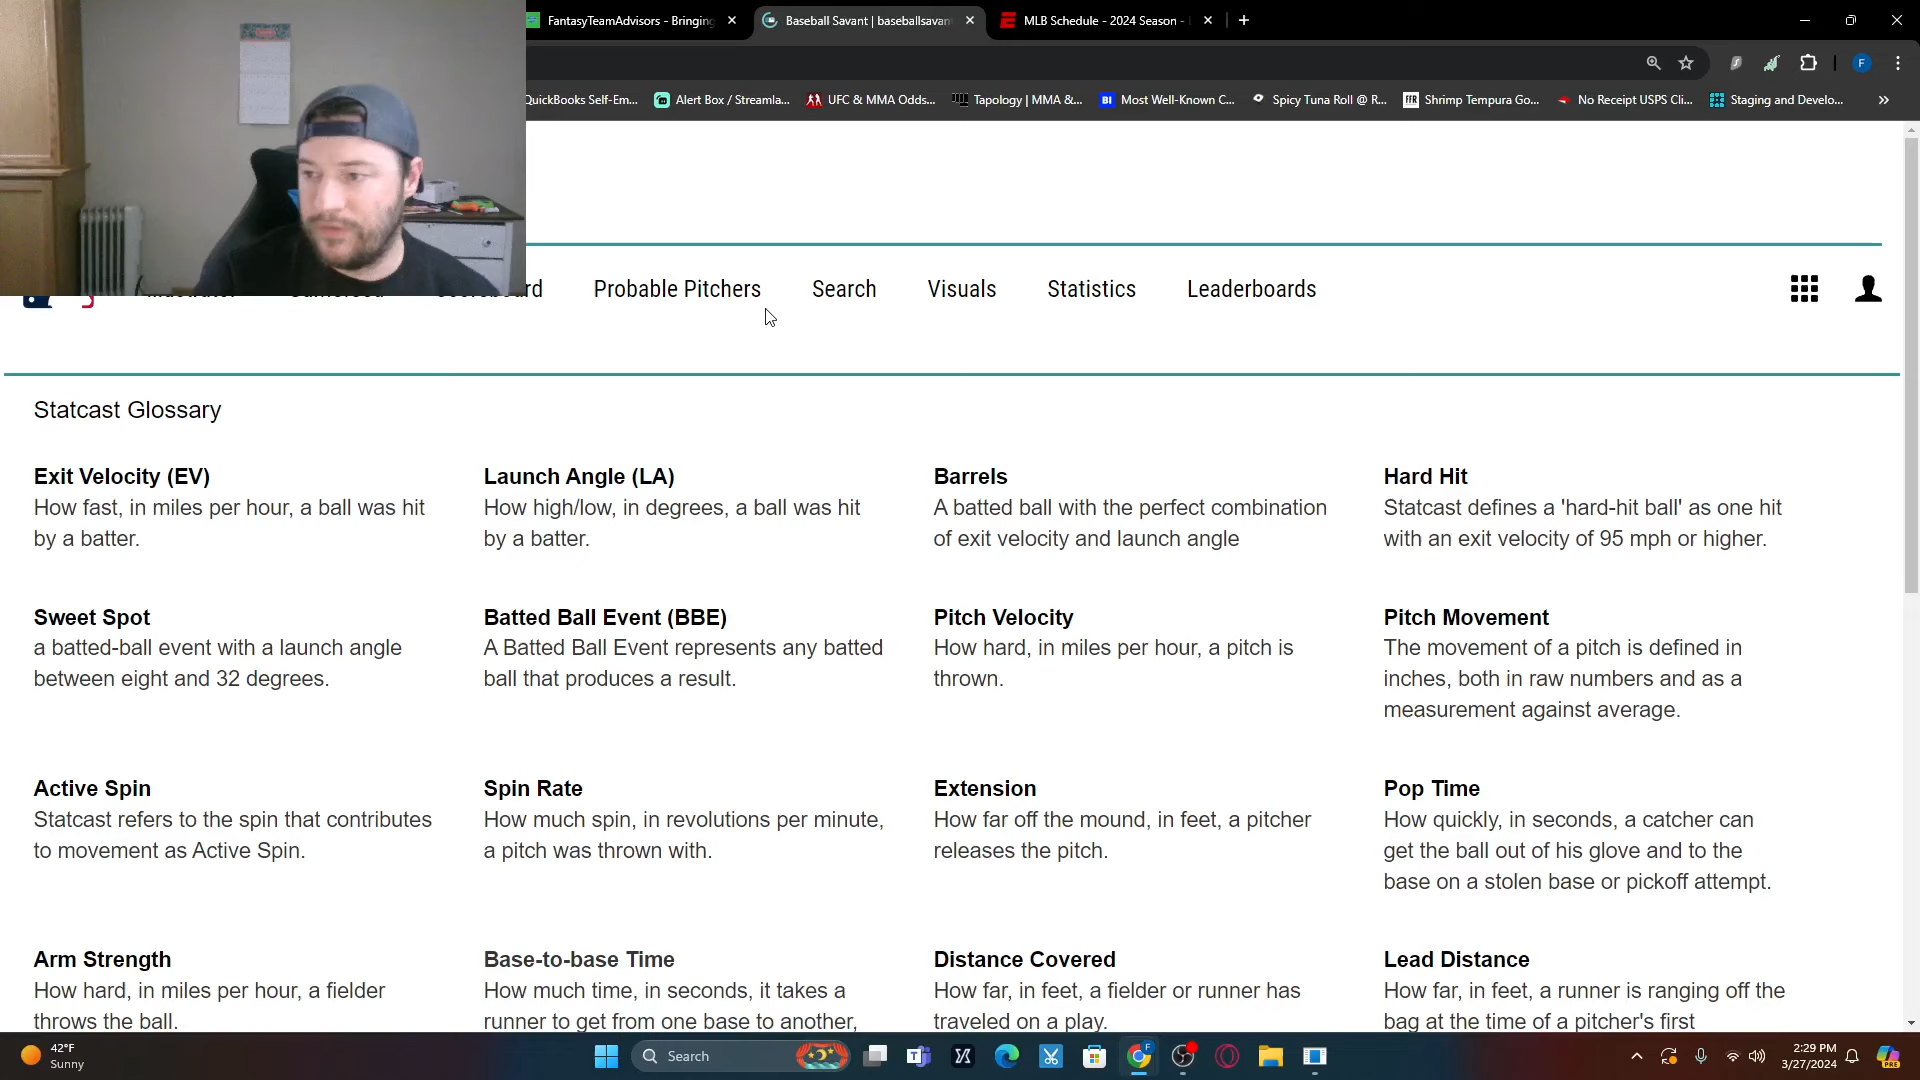 FantasyTeamAdvisors - Bringing
Baseball Savant | baseballsavan
MLB Schedule - 2024 Season -
F
QuickBooks Self-Em...
Alert Box / Streamla...
UFC & MMA Odds...
Tapology | MMA &...
BI Most Well-Known C...
Spicy Tuna Roll @ R...
FFR Shrimp Tempura Go...
No Receipt USPS Cli...
Staging and Develo...
»
Probable Pitchers
Search
Visuals
Statistics
Leaderboards
Statcast Glossary
Exit Velocity (EV)
How fast, in miles per hour, a ball was hit
by a batter.
Launch Angle (LA)
How high/low, in degrees, a ball was hit
by a batter.
Barrels
A batted ball with the perfect combination
of exit velocity and launch angle
Hard Hit
Statcast defines a 'hard-hit ball' as one hit
with an exit velocity of 95 mph or higher.
Sweet Spot
a batted-ball event with a launch angle
between eight and 32 degrees.
Batted Ball Event (BBE)
A Batted Ball Event represents any batted
ball that produces a result.
Pitch Velocity
How hard, in miles per hour, a pitch is
thrown.
Pitch Movement
The movement of a pitch is defined in
inches, both in raw numbers and as a
measurement against average.
Active Spin
Statcast refers to the spin that contributes
to movement as Active Spin.
Spin Rate
How much spin, in revolutions per minute,
a pitch was thrown with.
Extension
How far off the mound, in feet, a pitcher
releases the pitch.
Pop Time
How quickly, in seconds, a catcher can
get the ball out of his glove and to the
base on a stolen base or pickoff attempt.
Arm Strength
How hard, in miles per hour, a fielder
throws the ball.
Base-to-base Time
How much time, in seconds, it takes a
runner to get from one base to another,
Distance Covered
How far, in feet, a fielder or runner has
traveled on a play.
Lead Distance
How far, in feet, a runner is ranging off the
bag at the time of a pitcher's first
42°F
Sunny
Search
2:29 PM
3/27/2024
PRE